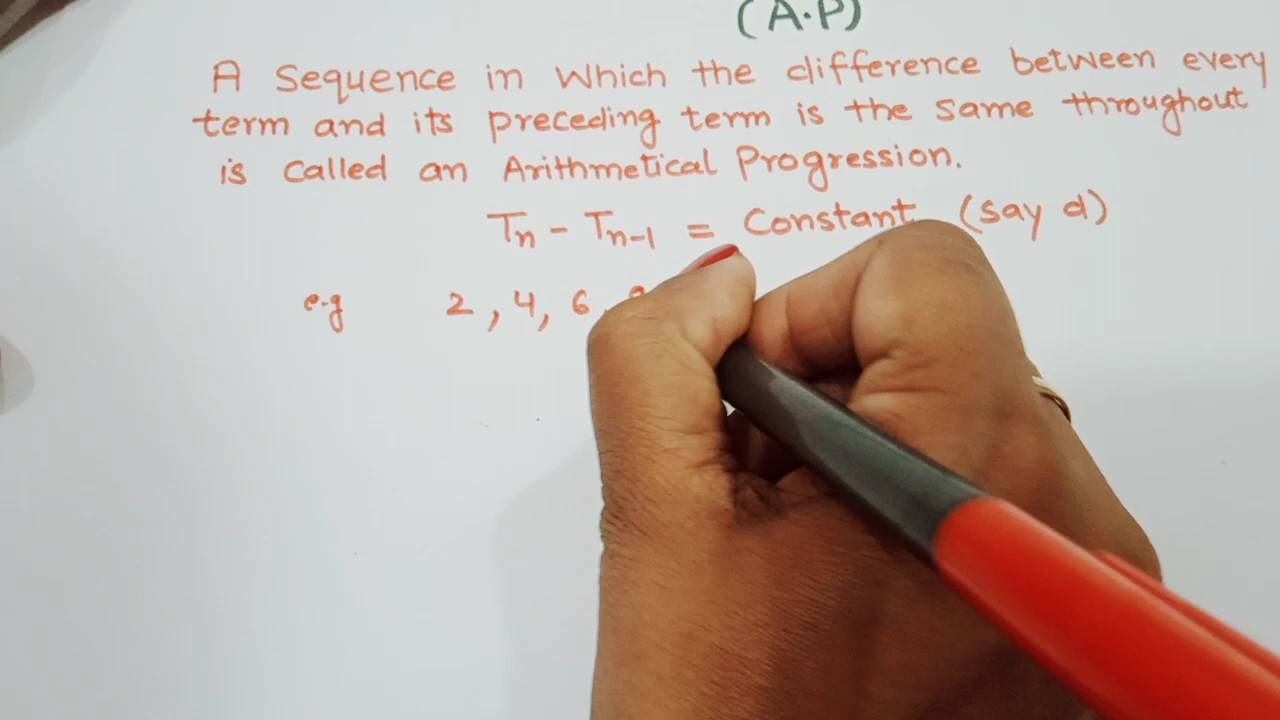 (A.P)
A Sequence in which the difference between every
term and its preceding term is the same throughout
is called an Arithmetical Progression.
Tn - Tn-1 = Constant (say d)
e.g 2, 4, 6,